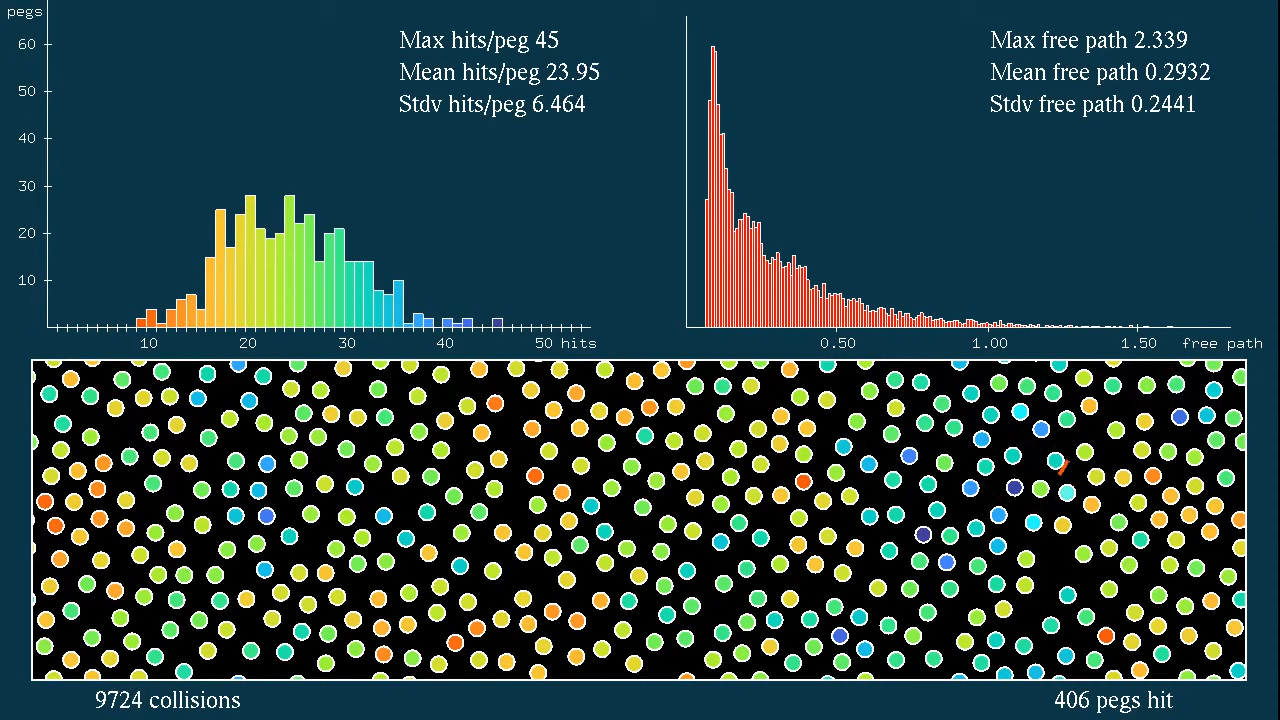 pegs
60
50
40
30
20
10
10 20 30 40 50 hits
Max hits/peg 45
Mean hits/peg 23.95
Stdv hits/peg 6.464
Max free path 2.339
Mean free path 0.2932
Stdv free path 0.2441
0.50 1.00 1.50 free path
9724 collisions
406 pegs hit